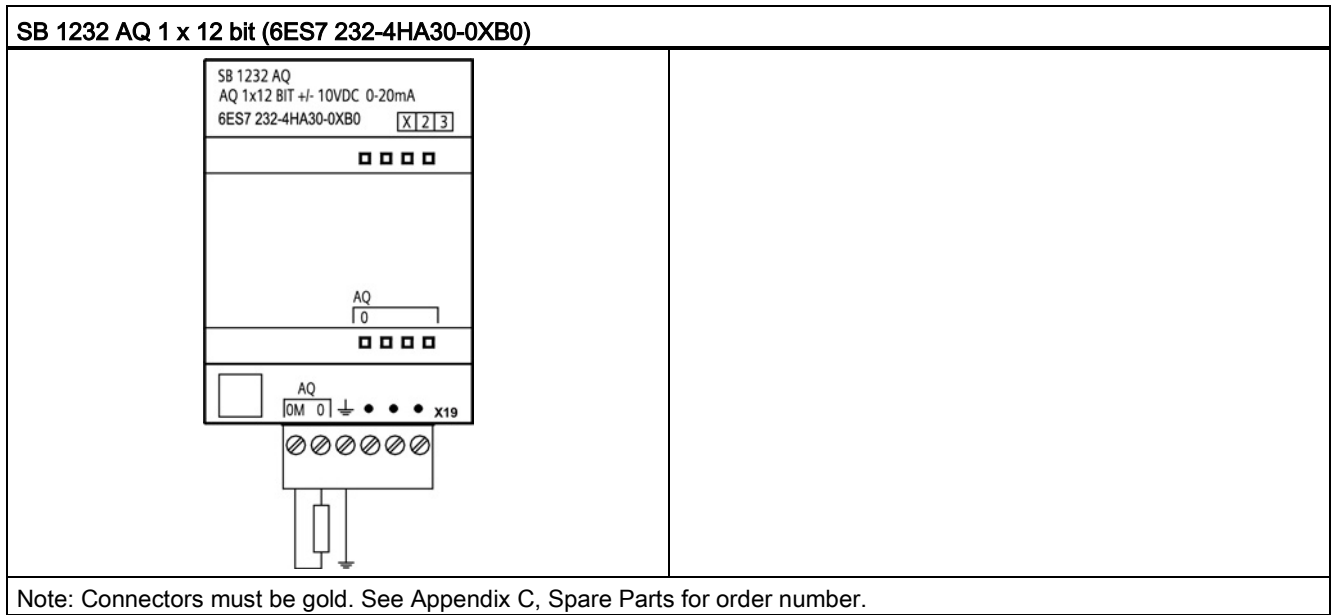 SB 1232 AQ 1 x 12 bit (6ES7 232-4HA30-0XB0)
SB 1232 AQ
AQ 1x12 BIT +/- 10VDC 0-20mA
6ES7 232-4HA30-0XB0 X 2 3
AQ
0
AQ
0M 0 X19
Note: Connectors must be gold. See Appendix C, Spare Parts for order number.